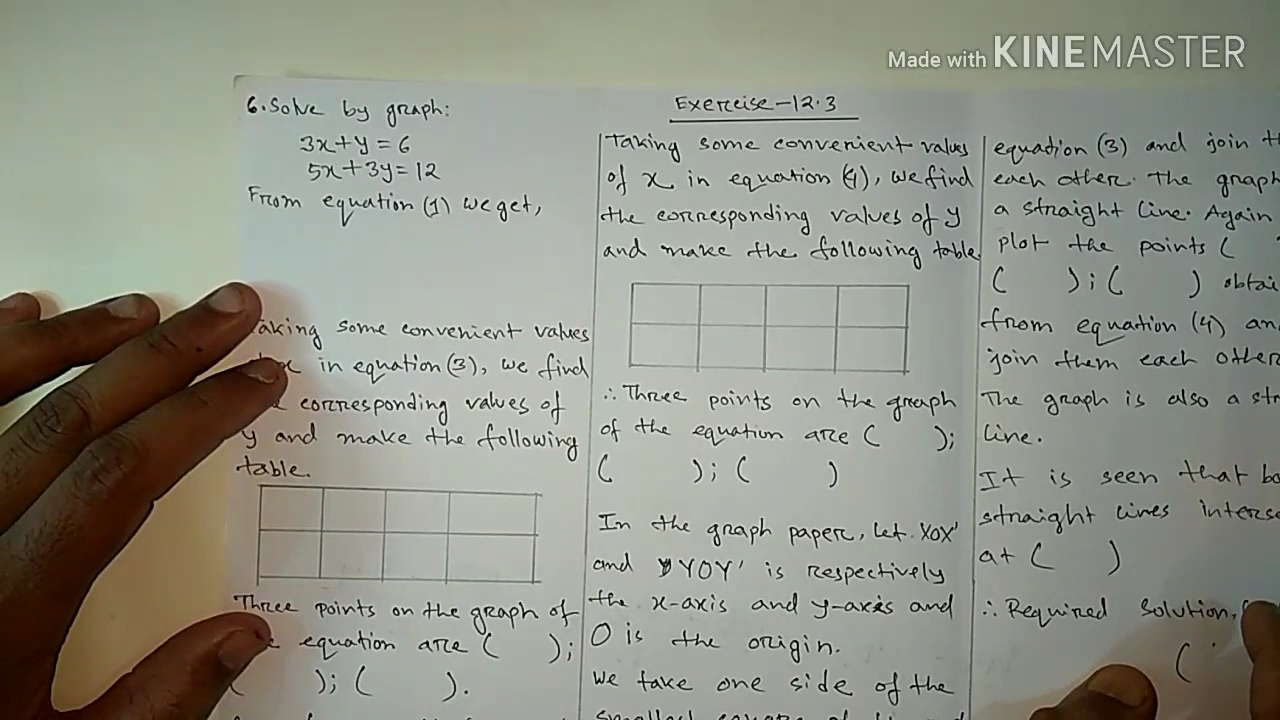 Made with KINEMASTER
Exercise-12.3
6. Solve by graph:
3x+y=6
5x+3y=12
From equation (1) we get,
Taking some convenient values
x in equation (3), we find
corresponding values of
y and make the following
table.
Three points on the graph of
equation are ( );
( ); ( ).
Taking some convenient values
of x in equation (4), we find
the corresponding values of y
and make the following table
∴ Three points on the graph
of the equation are ( );
( ); ( )
In the graph paper, let XOX'
and YOY' is respectively
the x-axis and y-axis and
O is the origin.
We take one side of the
equation (3) and join
each other. The graph
a straight line. Again
plot the points (
( ); ( )
from equation (4)
join them each other
The graph is also a
line.
It is seen that
straight lines
at ( )
∴ Required Solution,
(